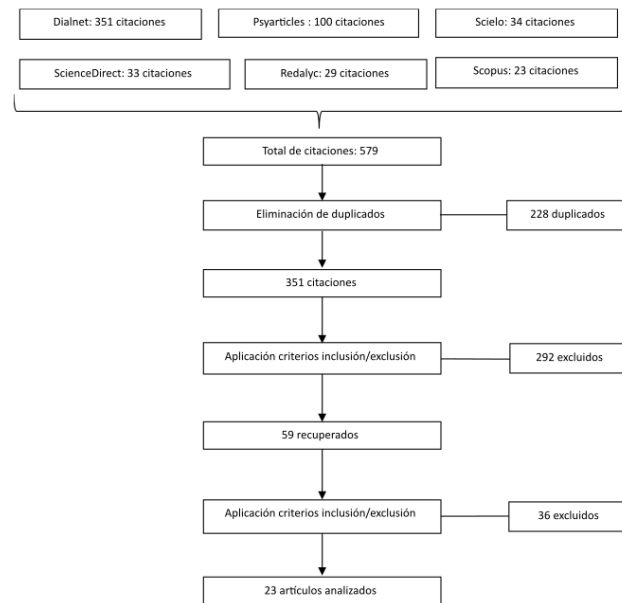 Dialnet: 351 citaciones
Psyarticles : 100 citaciones
Scielo: 34 citaciones
ScienceDirect: 33 citaciones
Redalyc: 29 citaciones
Scopus: 23 citaciones
Total de citaciones: 579
Eliminación de duplicados
228 duplicados
351 citaciones
Aplicación criterios inclusión/exclusión
292 excluidos
59 recuperados
Aplicación criterios inclusión/exclusión
36 excluidos
23 artículos analizados